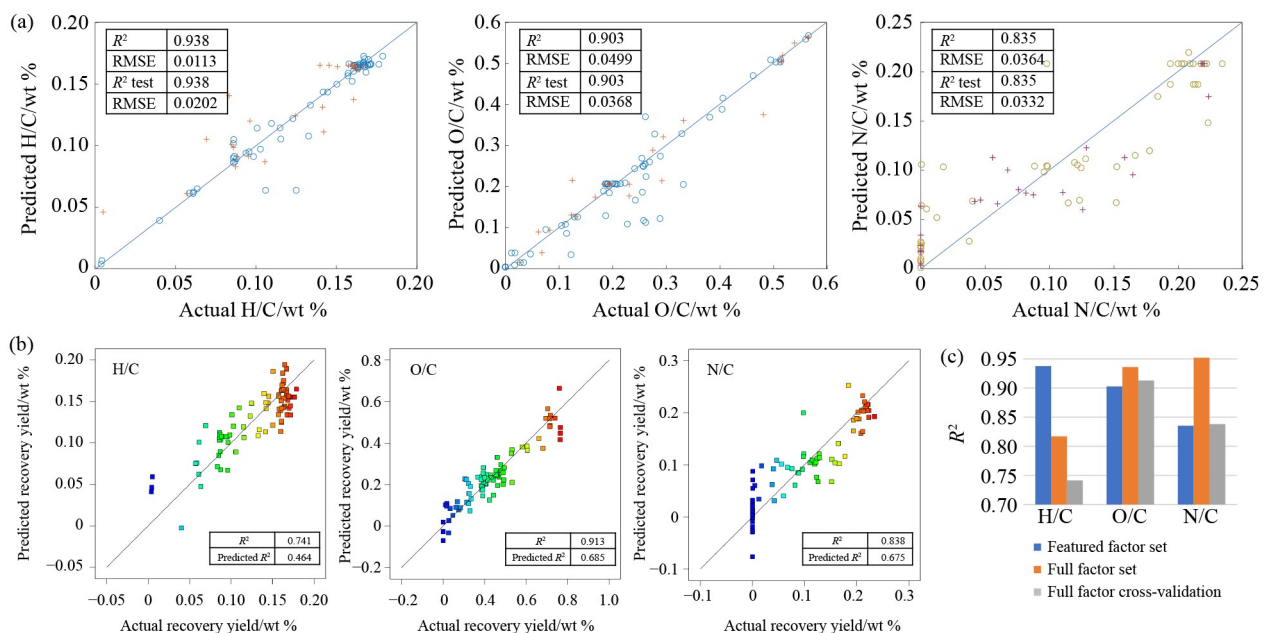 (a)
0.20
0.15
0.10
0.05
0
Predicted H/C/wt %
R² 0.938
RMSE 0.0113
R² test 0.938
RMSE 0.0202
0 0.05 0.10 0.15 0.20
Actual H/C/wt %
0.6
0.5
0.4
0.3
0.2
0.1
0
Predicted O/C/wt %
R² 0.903
RMSE 0.0499
R² test 0.903
RMSE 0.0368
0 0.1 0.2 0.3 0.4 0.5 0.6
Actual O/C/wt %
0.25
0.20
0.15
0.10
0.05
0
Predicted N/C/wt %
R² 0.835
RMSE 0.0364
R² test 0.835
RMSE 0.0332
0 0.05 0.10 0.15 0.20 0.25
Actual N/C/wt %
(b)
H/C
0.20
0.15
0.10
0.05
0
−0.05
Predicted recovery yield/wt %
R² 0.741
Predicted R² 0.464
−0.05 0 0.05 0.10 0.15 0.20
Actual recovery yield/wt %
O/C
0.8
0.6
0.4
0.2
0
−0.2
Predicted recovery yield/wt %
R² 0.913
Predicted R² 0.685
−0.2 0 0.2 0.4 0.6 0.8 1.0
Actual recovery yield/wt %
N/C
0.3
0.2
0.1
0
−0.1
Predicted recovery yield/wt %
R² 0.838
Predicted R² 0.675
−0.1 0 0.1 0.2 0.3
Actual recovery yield/wt %
(c)
0.95
0.90
0.85
0.80
0.75
0.70
R²
H/C O/C N/C
Featured factor set
Full factor set
Full factor cross-validation